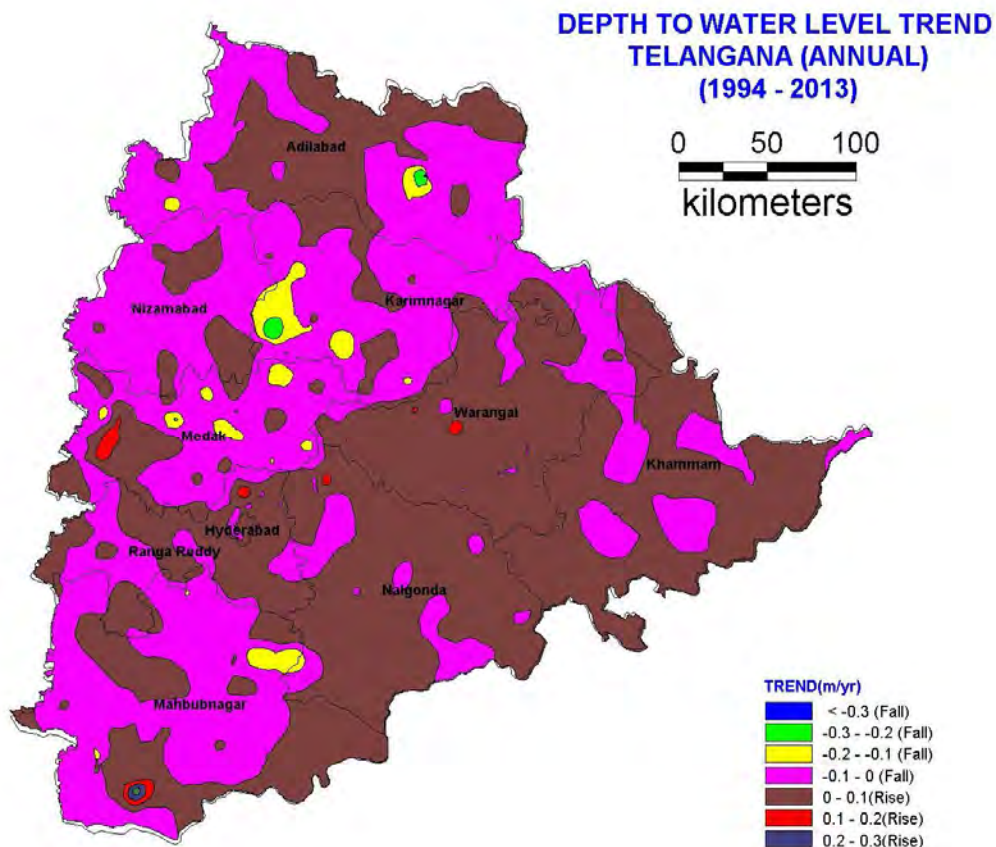 DEPTH TO WATER LEVEL TREND
TELANGANA (ANNUAL)
(1994 - 2013)
0 50 100
kilometers
Adilabad
Nizamabad
Karimnagar
Warangal
Medak
Khammam
Hyderabad
Ranga Reddy
Nalgonda
Mahbubnagar
TREND(m/yr)
< -0.3 (Fall)
-0.3 - -0.2 (Fall)
-0.2 - -0.1 (Fall)
-0.1 - 0 (Fall)
0 - 0.1(Rise)
0.1 - 0.2(Rise)
0.2 - 0.3(Rise)